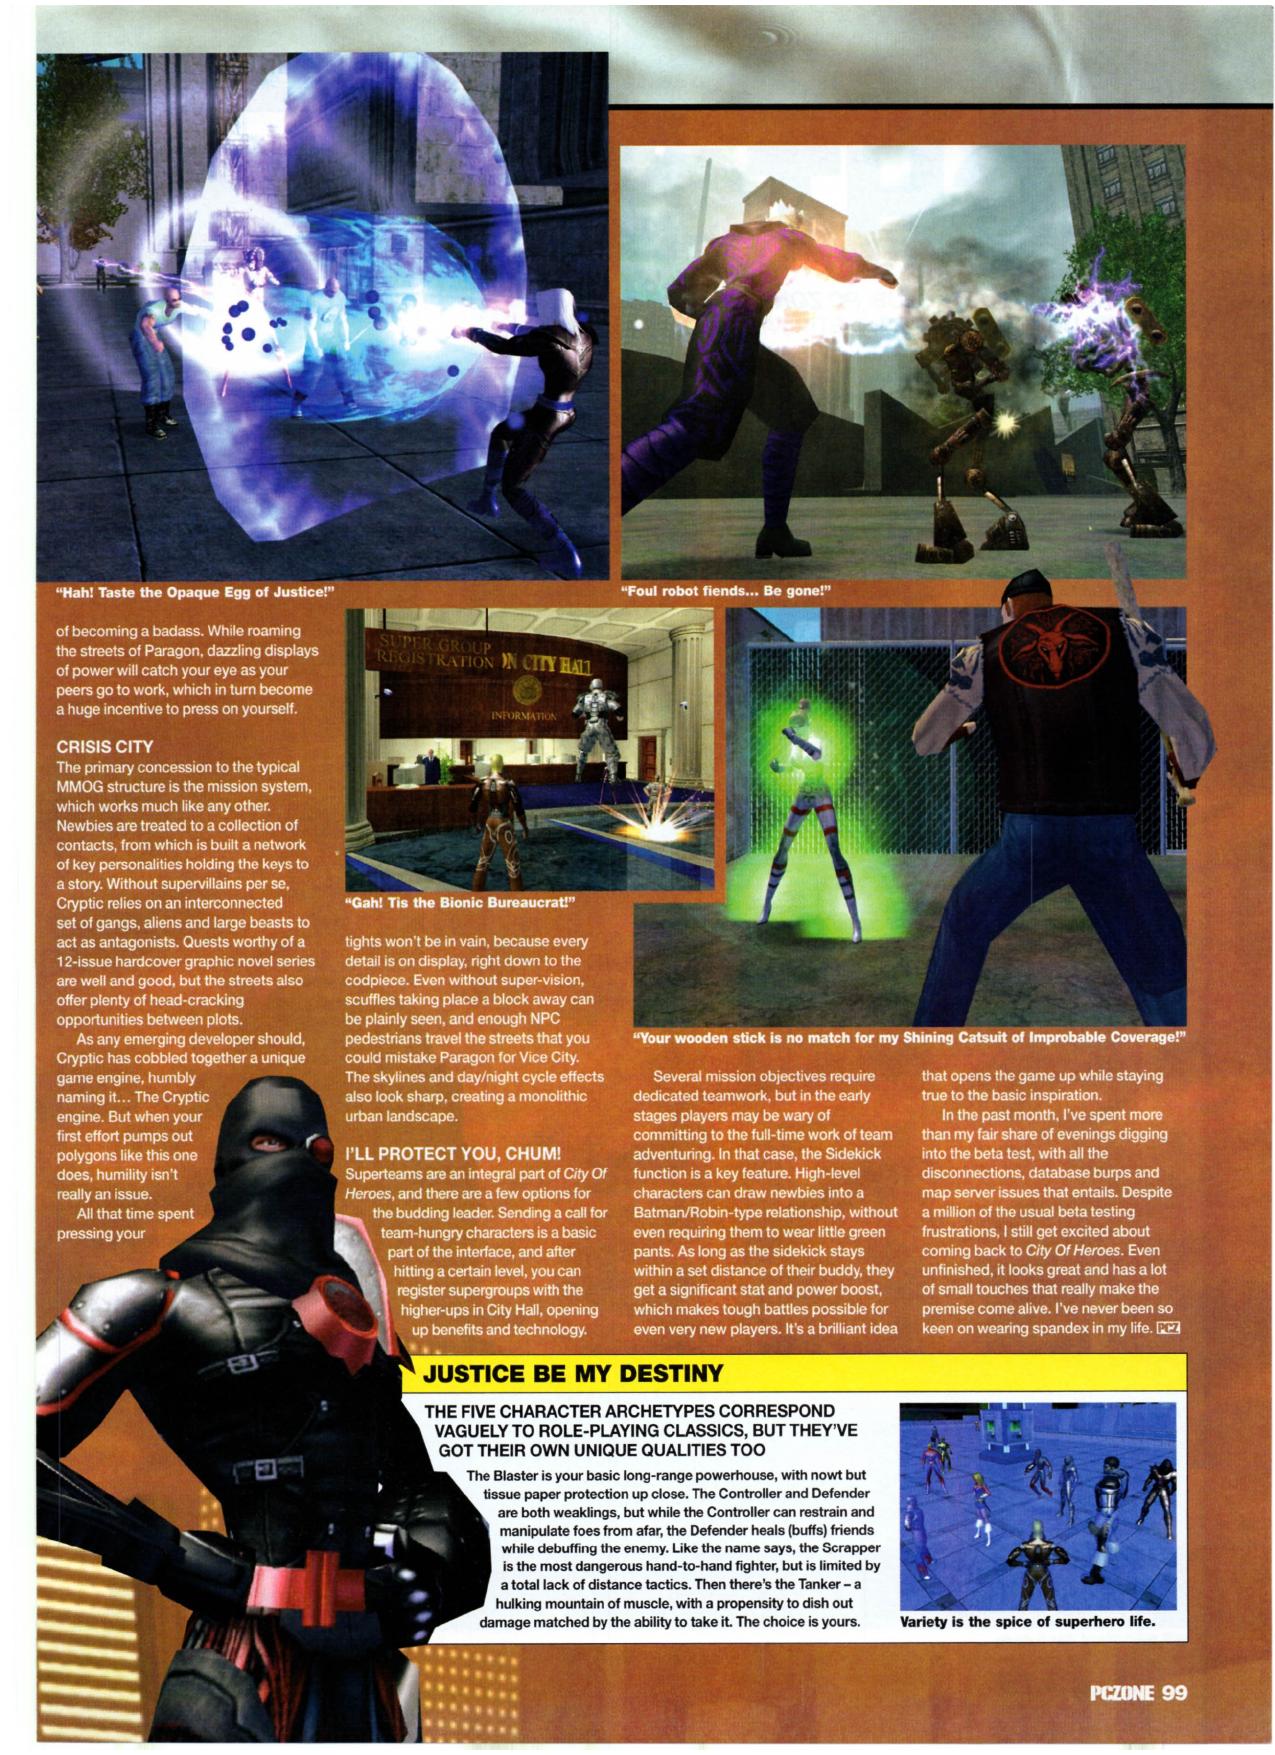 "Hah! Taste the Opaque Egg of Justice!"
"Foul robot fiends... Be gone!"
of becoming a badass. While roaming
the streets of Paragon, dazzling displays
of power will catch your eye as your
peers go to work, which in turn become
a huge incentive to press on yourself.
CRISIS CITY
The primary concession to the typical
MMOG structure is the mission system,
which works much like any other.
Newbies are treated to a collection of
contacts, from which is built a network
of key personalities holding the keys to
a story. Without supervillains per se,
Cryptic relies on an interconnected
set of gangs, aliens and large beasts to
act as antagonists. Quests worthy of a
12-issue hardcover graphic novel series
are well and good, but the streets also
offer plenty of head-cracking
opportunities between plots.
As any emerging developer should,
Cryptic has cobbled together a unique
game engine, humbly
naming it... The Cryptic
engine. But when your
first effort pumps out
polygons like this one
does, humility isn't
really an issue.
All that time spent
pressing your
SUPER GROUP
REGISTRATION
ON CITY HALL
INFORMATION
"Gah! Tis the Bionic Bureaucrat!"
tights won't be in vain, because every
detail is on display, right down to the
codpiece. Even without super-vision,
scuffles taking place a block away can
be plainly seen, and enough NPC
pedestrians travel the streets that you
could mistake Paragon for Vice City.
The skylines and day/night cycle effects
also look sharp, creating a monolithic
urban landscape.
I'LL PROTECT YOU, CHUM!
Superteams are an integral part of City Of
Heroes, and there are a few options for
the budding leader. Sending a call for
team-hungry characters is a basic
part of the interface, and after
hitting a certain level, you can
register supergroups with the
higher-ups in City Hall, opening
up benefits and technology.
"Your wooden stick is no match for my Shining Catsuit of Improbable Coverage!"
Several mission objectives require
dedicated teamwork, but in the early
stages players may be wary of
committing to the full-time work of team
adventuring. In that case, the Sidekick
function is a key feature. High-level
characters can draw newbies into a
Batman/Robin-type relationship, without
even requiring them to wear little green
pants. As long as the sidekick stays
within a set distance of their buddy, they
get a significant stat and power boost,
which makes tough battles possible for
even very new players. It's a brilliant idea
that opens the game up while staying
true to the basic inspiration.
In the past month, I've spent more
than my fair share of evenings digging
into the beta test, with all the
disconnections, database burps and
map server issues that entails. Despite
a million of the usual beta testing
frustrations, I still get excited about
coming back to City Of Heroes. Even
unfinished, it looks great and has a lot
of small touches that really make the
premise come alive. I've never been so
keen on wearing spandex in my life. PCZ
JUSTICE BE MY DESTINY
THE FIVE CHARACTER ARCHETYPES CORRESPOND
VAGUELY TO ROLE-PLAYING CLASSICS, BUT THEY'VE
GOT THEIR OWN UNIQUE QUALITIES TOO
The Blaster is your basic long-range powerhouse, with nowt but
tissue paper protection up close. The Controller and Defender
are both weaklings, but while the Controller can restrain and
manipulate foes from afar, the Defender heals (buffs) friends
while debuffing the enemy. Like the name says, the Scrapper
is the most dangerous hand-to-hand fighter, but is limited by
a total lack of distance tactics. Then there's the Tanker – a
hulking mountain of muscle, with a propensity to dish out
damage matched by the ability to take it. The choice is yours.
Variety is the spice of superhero life.
PCZONE 99